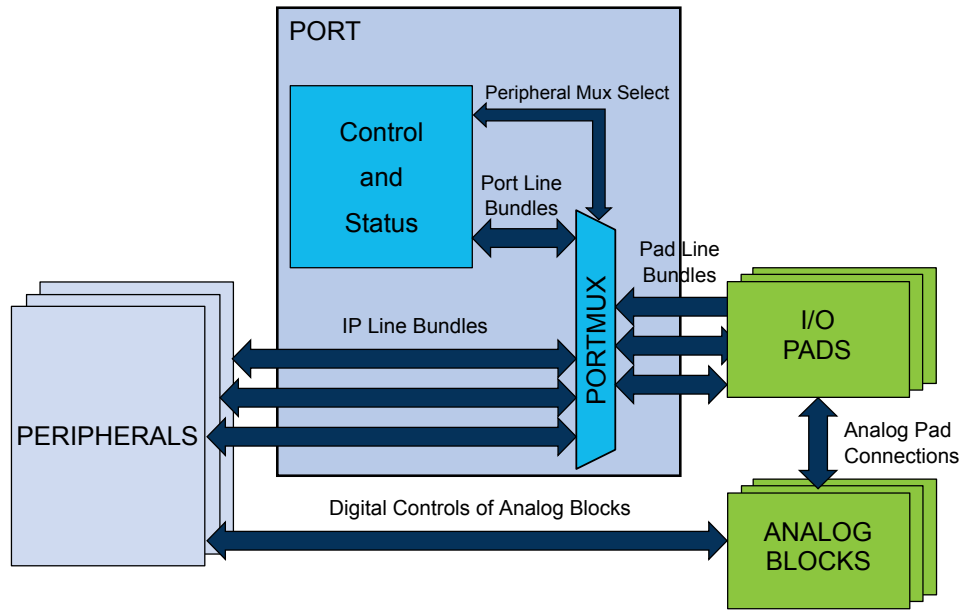 PORT
Peripheral Mux Select
Control
and
Status
Port Line
Bundles
Pad Line
Bundles
PORTMUX
I/O
PADS
IP Line Bundles
PERIPHERALS
Analog Pad
Connections
Digital Controls of Analog Blocks
ANALOG
BLOCKS